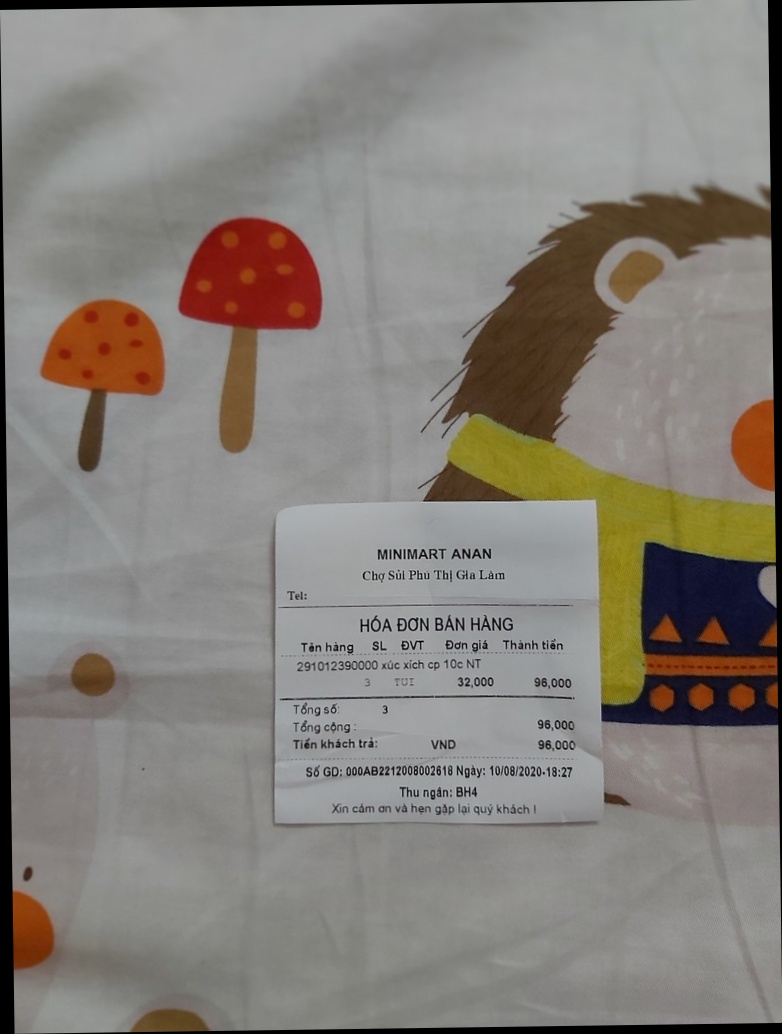 MINIMART ANAN
Chợ Sủi Phú Thị Gia Lâm
Tel:
HÓA ĐƠN BÁN HÀNG
Tên hàng SL ĐVT Đơn giá Thành tiền
291012390000 xúc xích cp 10c NT
3 TUI 32,000 96,000
Tổng số: 3
Tổng cộng : 96,000
Tiền khách trả: VND 96,000
Số GD: 000AB2212008002618 Ngày: 10/08/2020-18:27
Thu ngân: BH4
Xin cảm ơn và hẹn gặp lại quý khách !